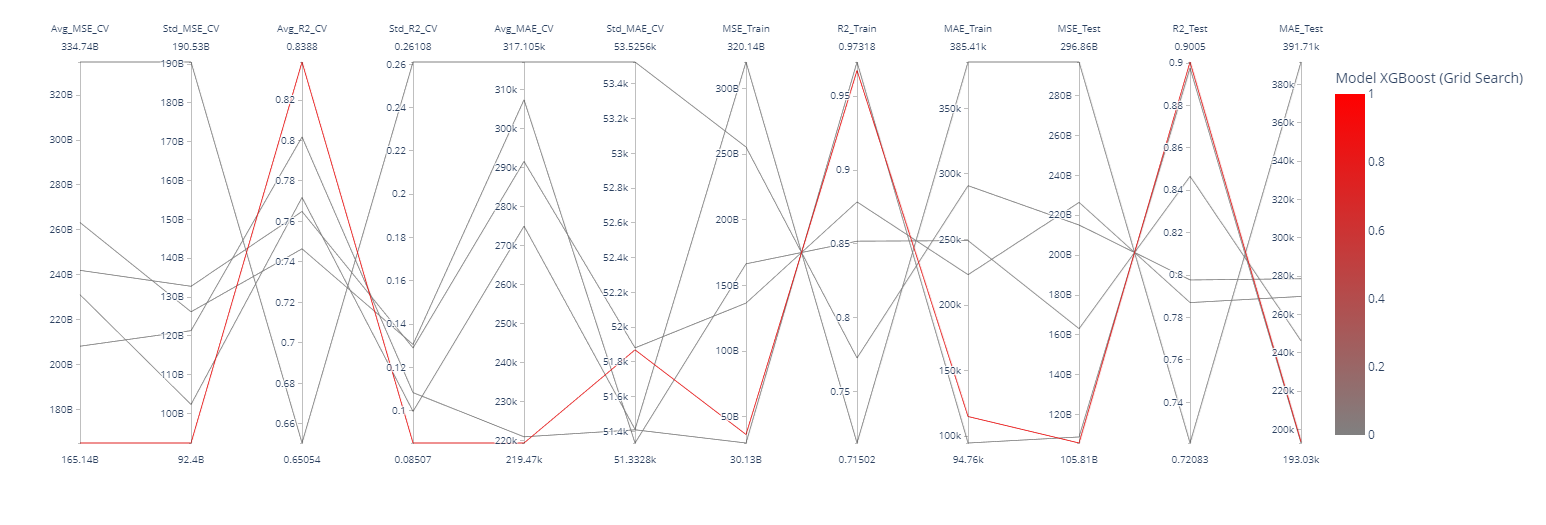 Avg_MSE_CV Std_MSE_CV Avg_R2_CV Std_R2_CV Avg_MAE_CV Std_MAE_CV MSE_Train R2_Train MAE_Train MSE_Test R2_Test MAE_Test
334.74B 190.53B 0.8388 0.26108 317.105k 53.5256k 320.14B 0.97318 385.41k 296.86B 0.9005 391.71k
320B
300B
280B
260B
240B
220B
200B
180B
190B
180B
170B
160B
150B
140B
130B
120B
110B
100B
0.82
0.8
0.78
0.76
0.74
0.72
0.7
0.68
0.66
0.26
0.24
0.22
0.2
0.18
0.16
0.14
0.12
0.1
310k
300k
290k
280k
270k
260k
250k
240k
230k
220k
53.4k
53.2k
53k
52.8k
52.6k
52.4k
52.2k
52k
51.8k
51.6k
51.4k
300B
250B
200B
150B
100B
50B
0.95
0.9
0.85
0.8
0.75
350k
300k
250k
200k
150k
100k
280B
260B
240B
220B
200B
180B
160B
140B
120B
0.9
0.88
0.86
0.84
0.82
0.8
0.78
0.76
0.74
380k
360k
340k
320k
300k
280k
260k
240k
220k
200k
165.14B 92.4B 0.65054 0.08507 219.47k 51.3328k 30.13B 0.71502 94.76k 105.81B 0.72083 193.03k
Model XGBoost (Grid Search)
1
0.8
0.6
0.4
0.2
0